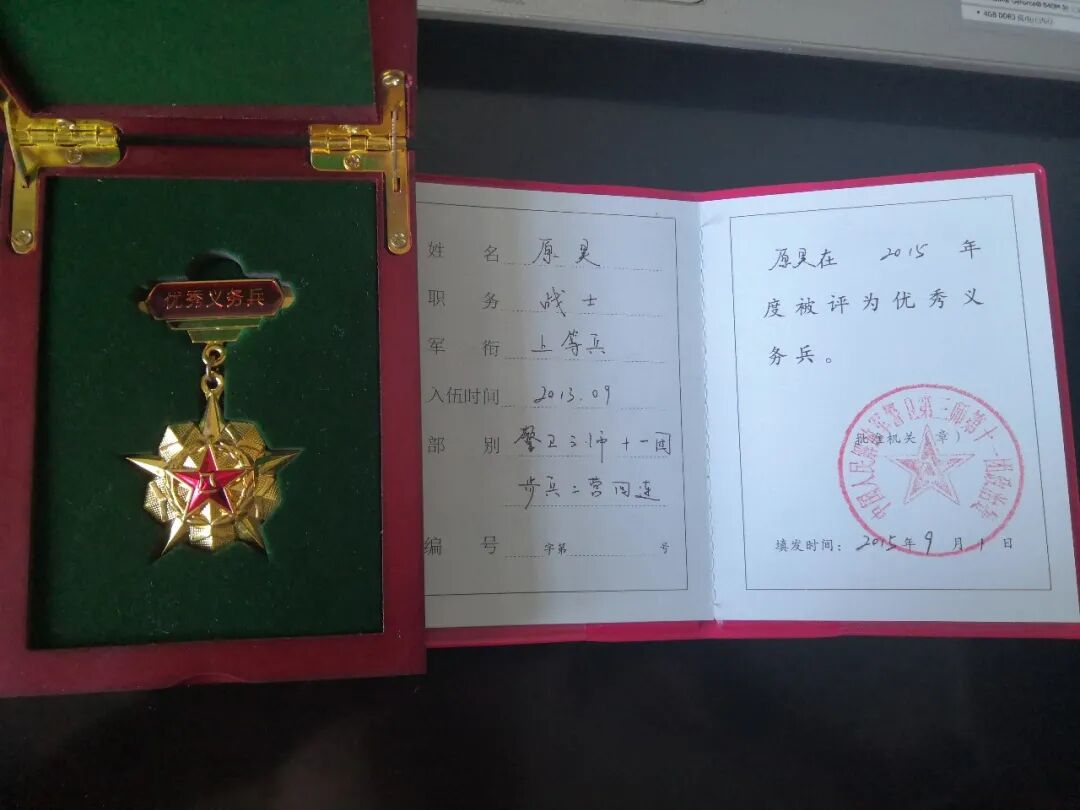 4GB DDR3
优秀义务兵
八一
姓 名 原昊
职 务 战士
军 衔 上等兵
入伍时间 2013.09
部 别 警卫三师十一团
步兵二营四连
编 号 字第 号
原昊在 2015 年
度被评为优秀义
务兵。
批准机关(章)
填发时间: 2015年9月1日